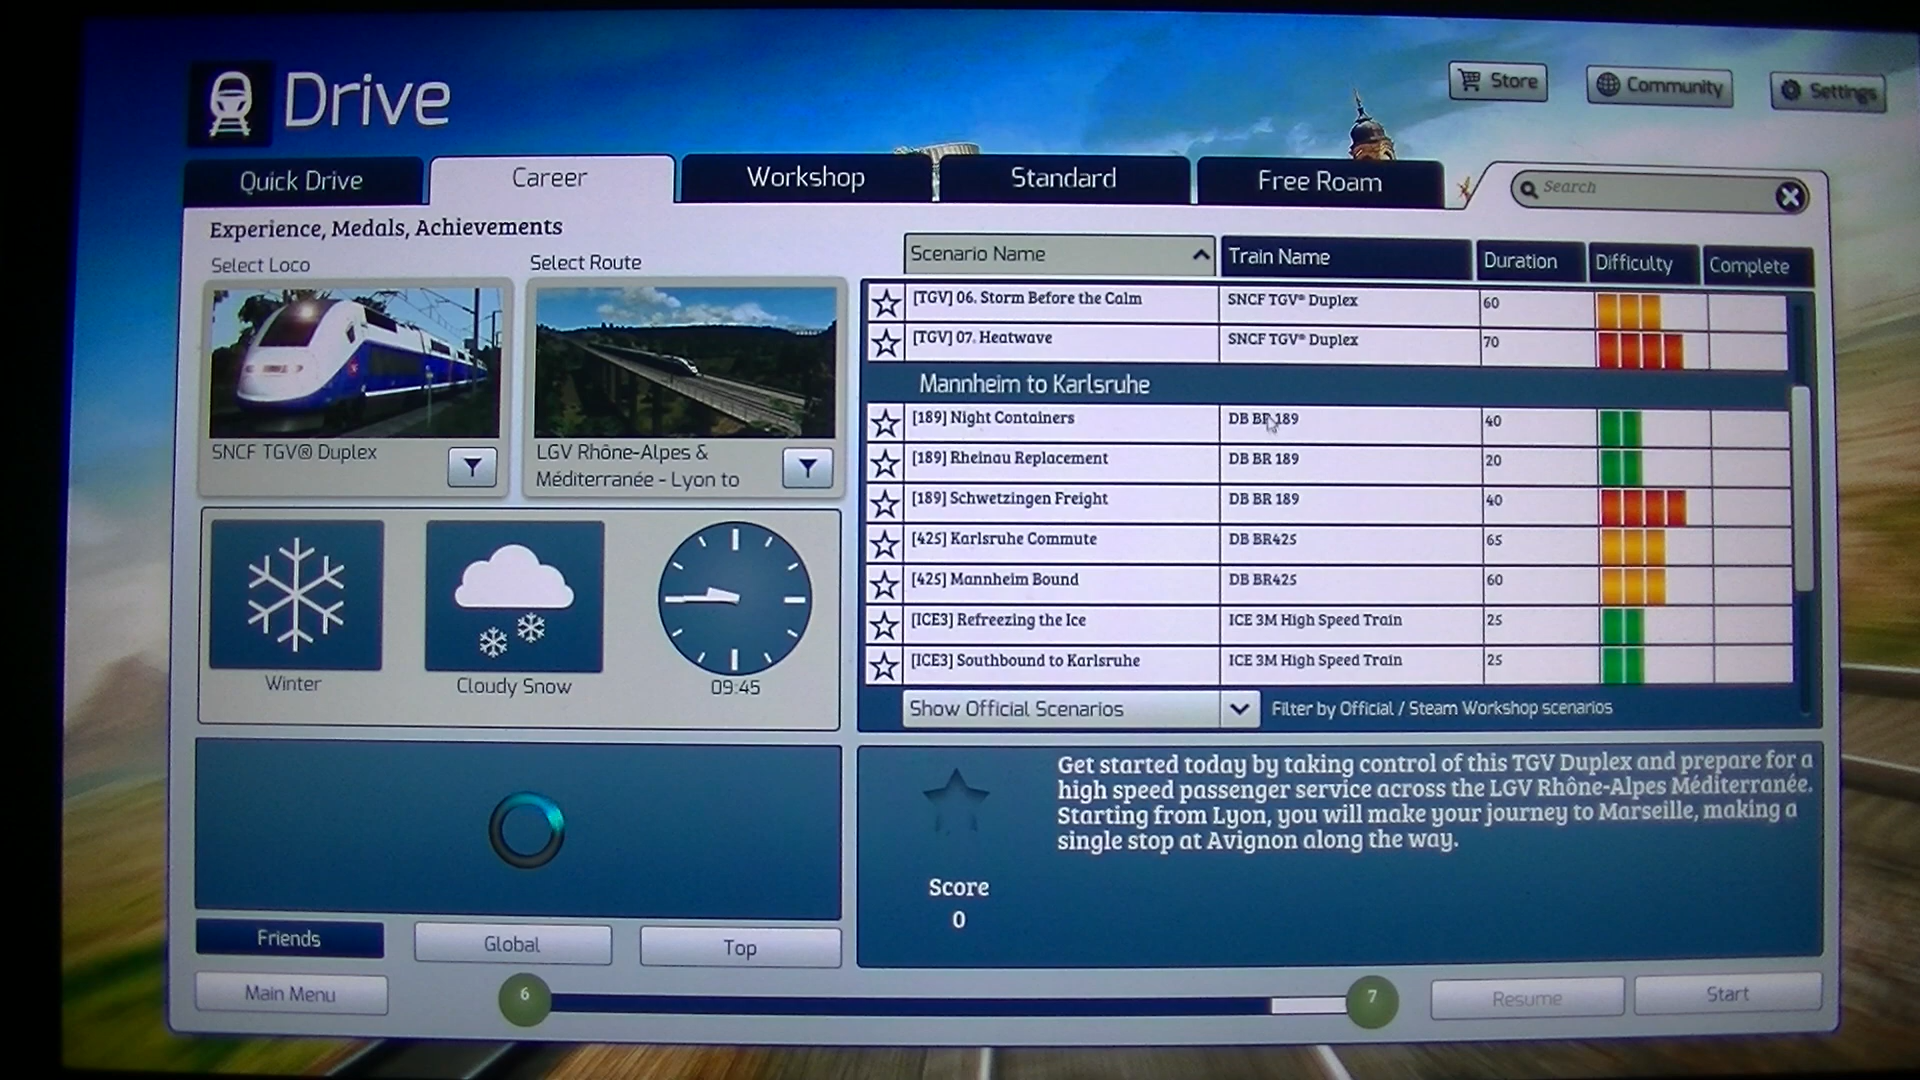 Drive
Store
Community
Settings
Quick Drive
Career
Workshop
Standard
Free Roam
Search
Experience, Medals, Achievements
Select Loco
Select Route
SNCF TGV® Duplex
LGV Rhône-Alpes &
Méditerranée - Lyon to
Winter
Cloudy Snow
09:45
Scenario Name Train Name Duration Difficulty Complete
[TGV] 06. Storm Before the Calm SNCF TGV® Duplex 60
[TGV] 07. Heatwave SNCF TGV® Duplex 70
Mannheim to Karlsruhe
[189] Night Containers DB BR 189 40
[189] Rheinau Replacement DB BR 189 20
[189] Schwetzingen Freight DB BR 189 40
[425] Karlsruhe Commute DB BR425 65
[425] Mannheim Bound DB BR425 60
[ICE3] Refreezing the Ice ICE 3M High Speed Train 25
[ICE3] Southbound to Karlsruhe ICE 3M High Speed Train 25
Show Official Scenarios
Filter by Official / Steam Workshop scenarios
Get started today by taking control of this TGV Duplex and prepare for a
high speed passenger service across the LGV Rhône-Alpes Méditerranée.
Starting from Lyon, you will make your journey to Marseille, making a
single stop at Avignon along the way.
Score
0
Friends
Global
Top
Main Menu
6
7
Resume
Start